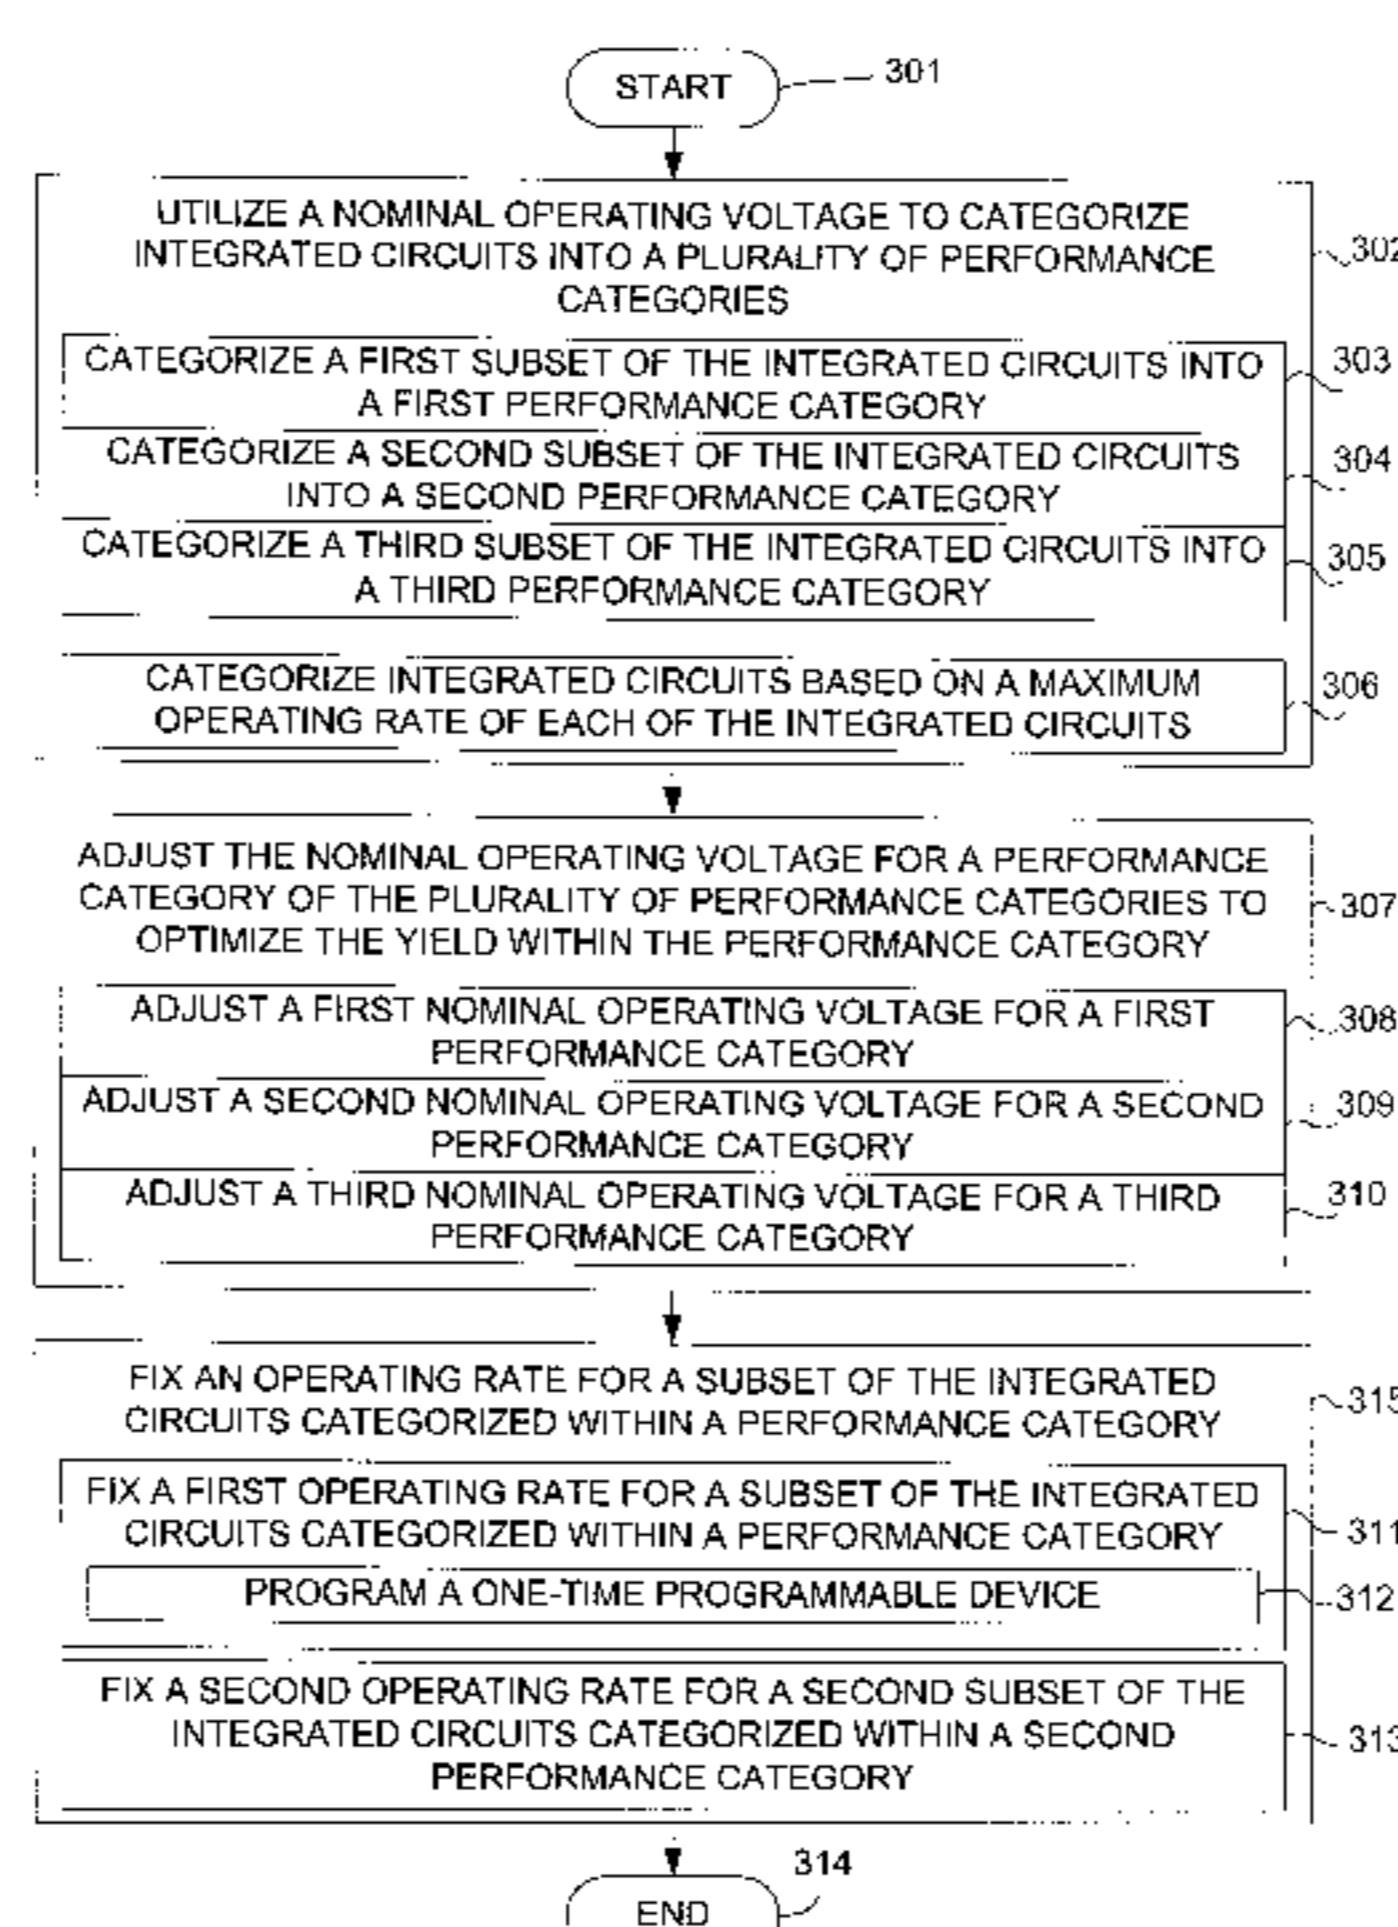 START
301
UTILIZE A NOMINAL OPERATING VOLTAGE TO CATEGORIZE
INTEGRATED CIRCUITS INTO A PLURALITY OF PERFORMANCE
CATEGORIES
302
CATEGORIZE A FIRST SUBSET OF THE INTEGRATED CIRCUITS INTO
A FIRST PERFORMANCE CATEGORY
303
CATEGORIZE A SECOND SUBSET OF THE INTEGRATED CIRCUITS
INTO A SECOND PERFORMANCE CATEGORY
304
CATEGORIZE A THIRD SUBSET OF THE INTEGRATED CIRCUITS INTO
A THIRD PERFORMANCE CATEGORY
305
CATEGORIZE INTEGRATED CIRCUITS BASED ON A MAXIMUM
OPERATING RATE OF EACH OF THE INTEGRATED CIRCUITS
306
ADJUST THE NOMINAL OPERATING VOLTAGE FOR A PERFORMANCE
CATEGORY OF THE PLURALITY OF PERFORMANCE CATEGORIES TO
OPTIMIZE THE YIELD WITHIN THE PERFORMANCE CATEGORY
307
ADJUST A FIRST NOMINAL OPERATING VOLTAGE FOR A FIRST
PERFORMANCE CATEGORY
308
ADJUST A SECOND NOMINAL OPERATING VOLTAGE FOR A SECOND
PERFORMANCE CATEGORY
309
ADJUST A THIRD NOMINAL OPERATING VOLTAGE FOR A THIRD
PERFORMANCE CATEGORY
310
FIX AN OPERATING RATE FOR A SUBSET OF THE INTEGRATED
CIRCUITS CATEGORIZED WITHIN A PERFORMANCE CATEGORY
315
FIX A FIRST OPERATING RATE FOR A SUBSET OF THE INTEGRATED
CIRCUITS CATEGORIZED WITHIN A PERFORMANCE CATEGORY
311
PROGRAM A ONE-TIME PROGRAMMABLE DEVICE
312
FIX A SECOND OPERATING RATE FOR A SECOND SUBSET OF THE
INTEGRATED CIRCUITS CATEGORIZED WITHIN A SECOND
PERFORMANCE CATEGORY
313
314
END